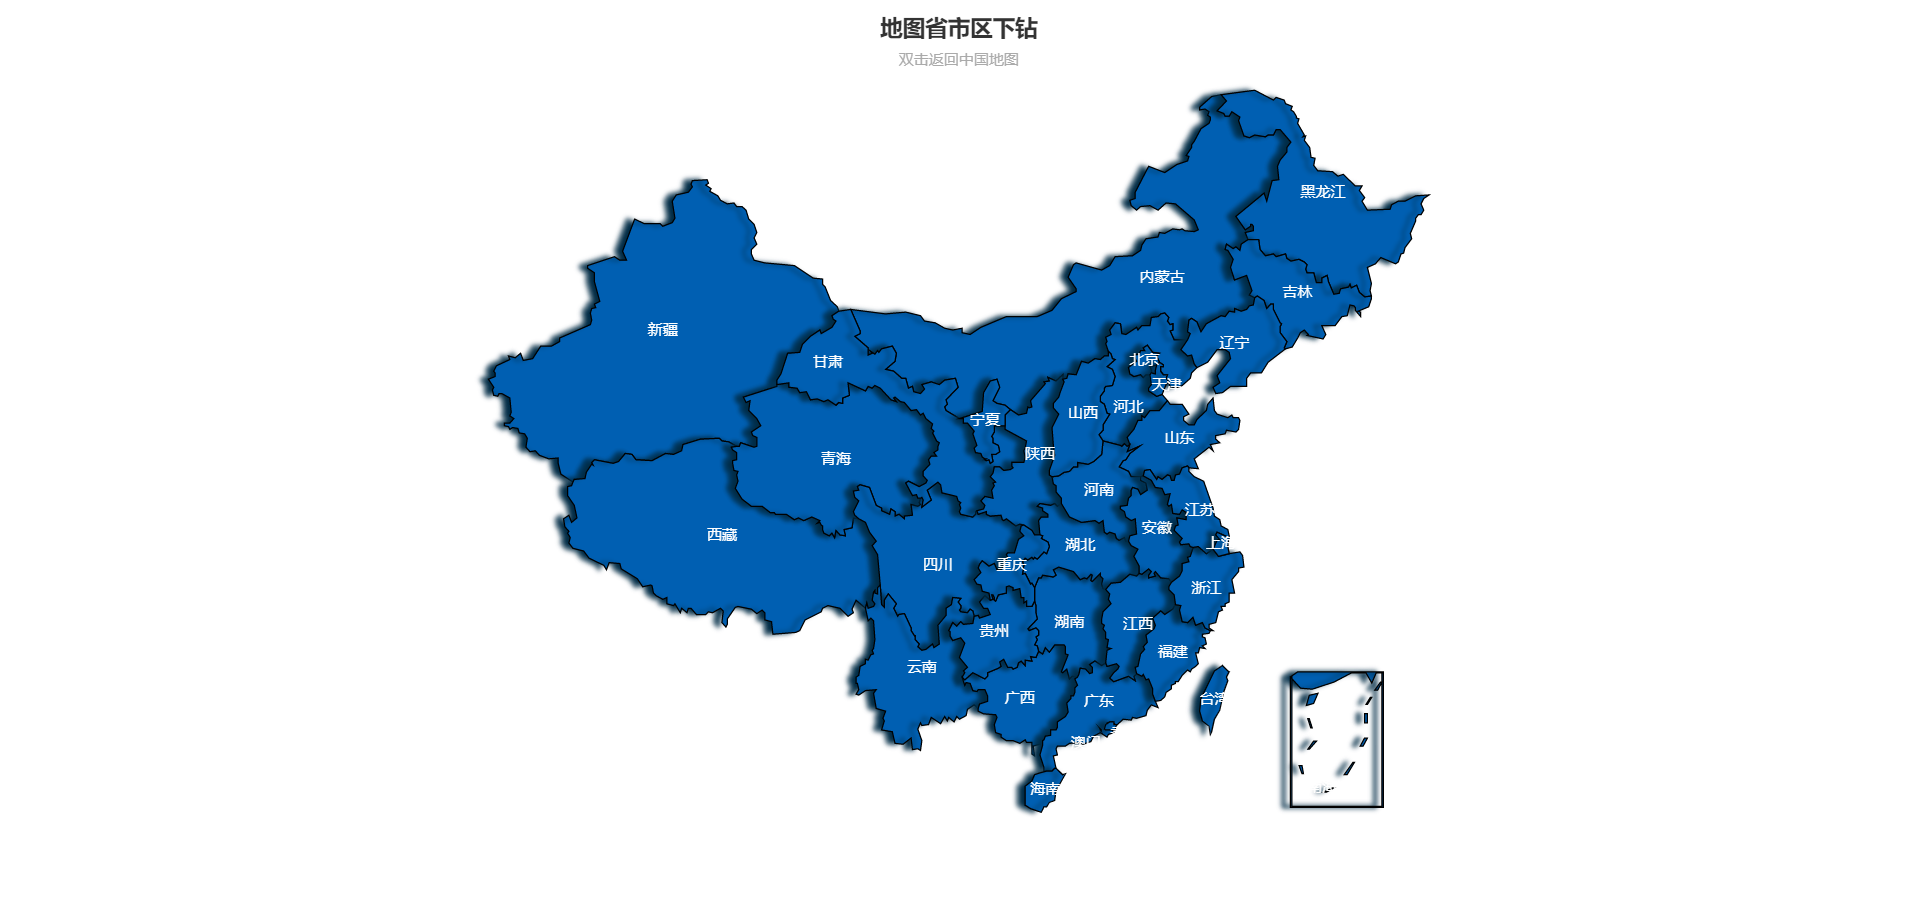 地图省市区下钻
双击返回中国地图
黑龙江
内蒙古
吉林
新疆
辽宁
甘肃
北京
天津
河北
山西
宁夏
山东
陕西
青海
河南
江苏
安徽
西藏
上海
湖北
四川
重庆
浙江
湖南
江西
贵州
福建
云南
广西
台湾
广东
澳门
海南